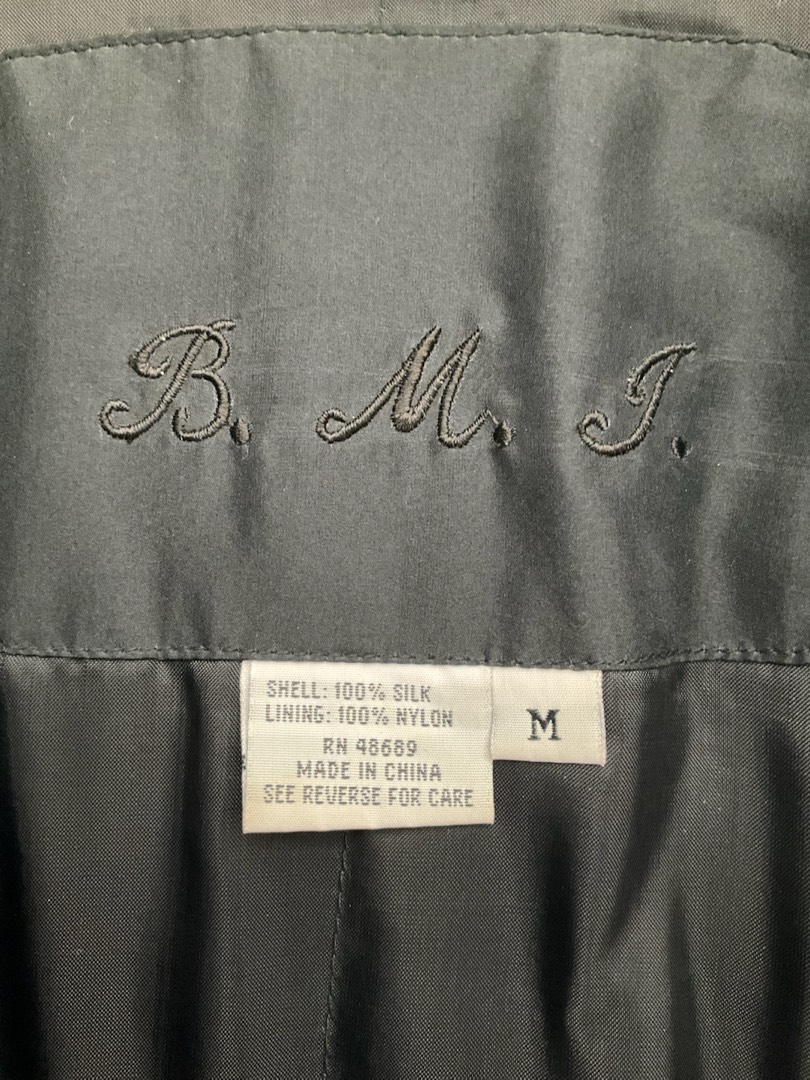 B. M. J.
SHELL: 100% SILK
LINING: 100% NYLON
RN 48689
MADE IN CHINA
SEE REVERSE FOR CARE
M